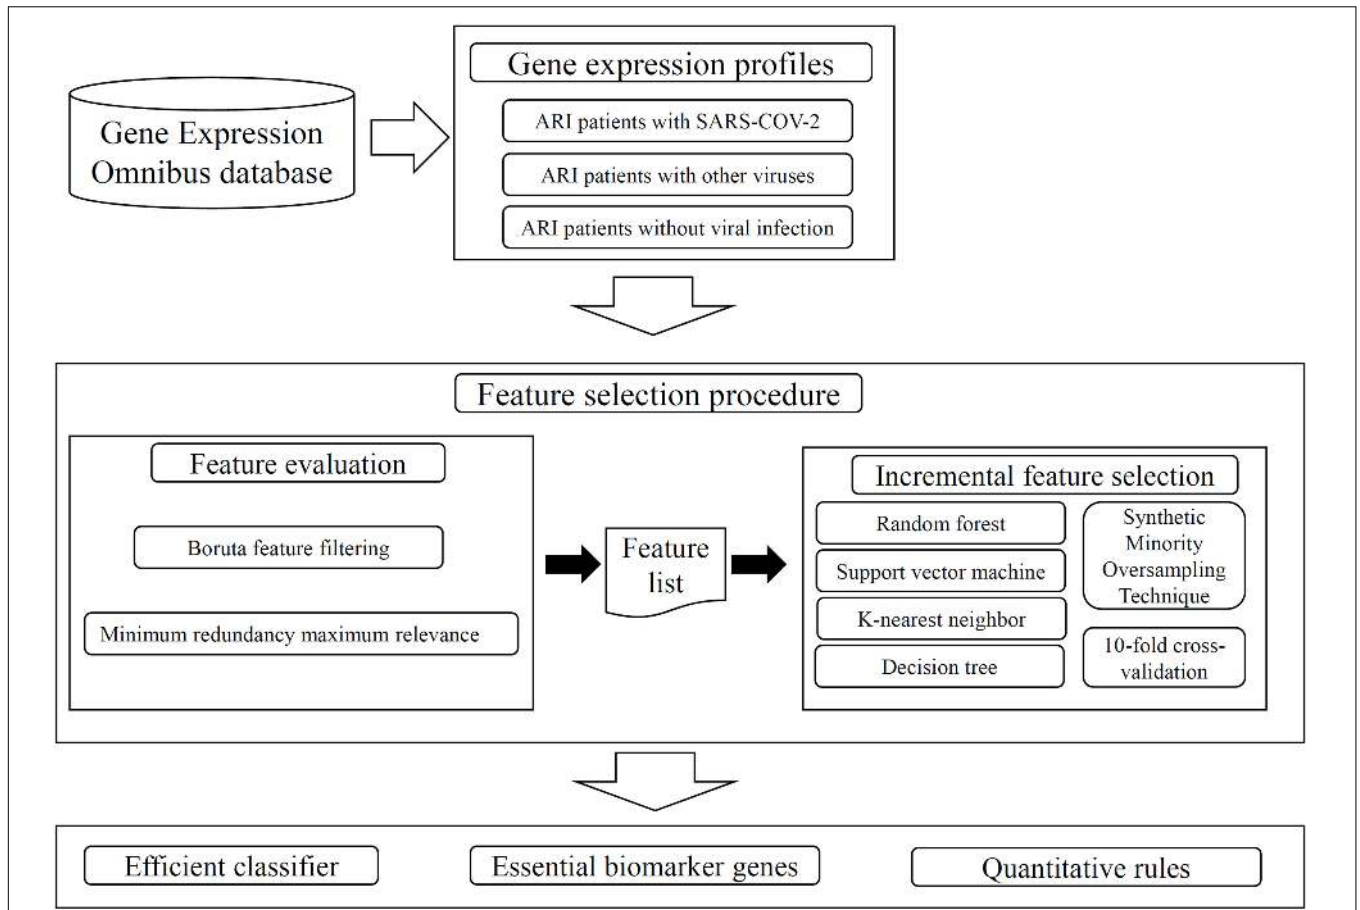 Gene Expression
Omnibus database
Gene expression profiles
ARI patients with SARS-COV-2
ARI patients with other viruses
ARI patients without viral infection
Feature selection procedure
Feature evaluation
Boruta feature filtering
Minimum redundancy maximum relevance
Feature
list
Incremental feature selection
Random forest
Support vector machine
K-nearest neighbor
Decision tree
Synthetic
Minority
Oversampling
Technique
10-fold cross-
validation
Efficient classifier
Essential biomarker genes
Quantitative rules